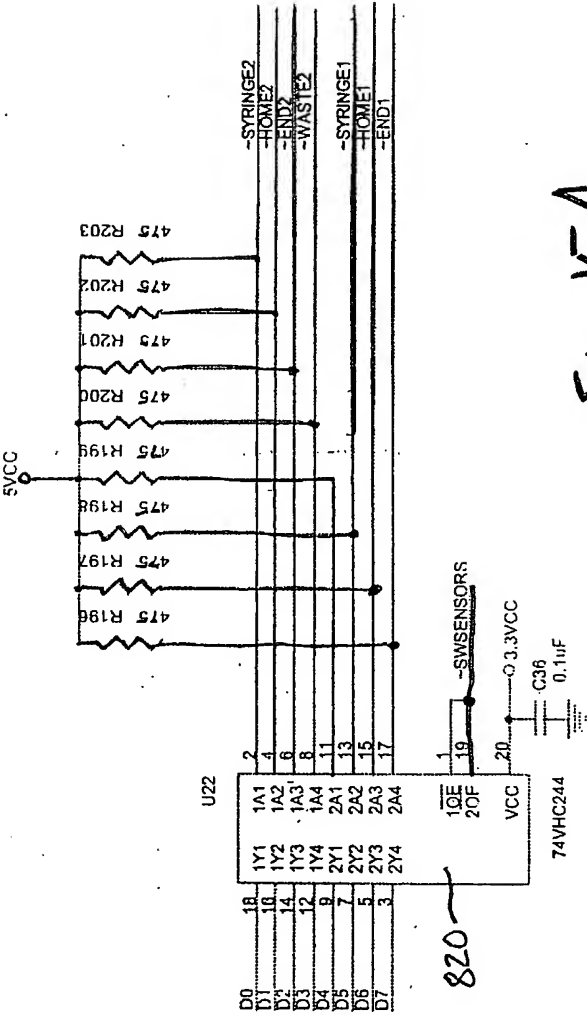 5VCC
475 R196
475 R197
475 R198
475 R199
475 R200
475 R201
475 R202
475 R203
~SYRINGE2
~HOME2
~END2
~WASTE2
~SYRINGE1
~HOME1
~END1
U22
D0 18 1Y1 1A1 2
D1 16 1Y2 1A2 4
D2 14 1Y3 1A3 6
D3 12 1Y4 1A4 8
D4 9 2Y1 2A1 11
D5 7 2Y2 2A2 13
D6 5 2Y3 2A3 15
D7 3 2Y4 2A4 17
1OE 1
2OE 19
~SWSENSORS
VCC 20
3.3VCC
C36
0.1uF
74VHC244
820